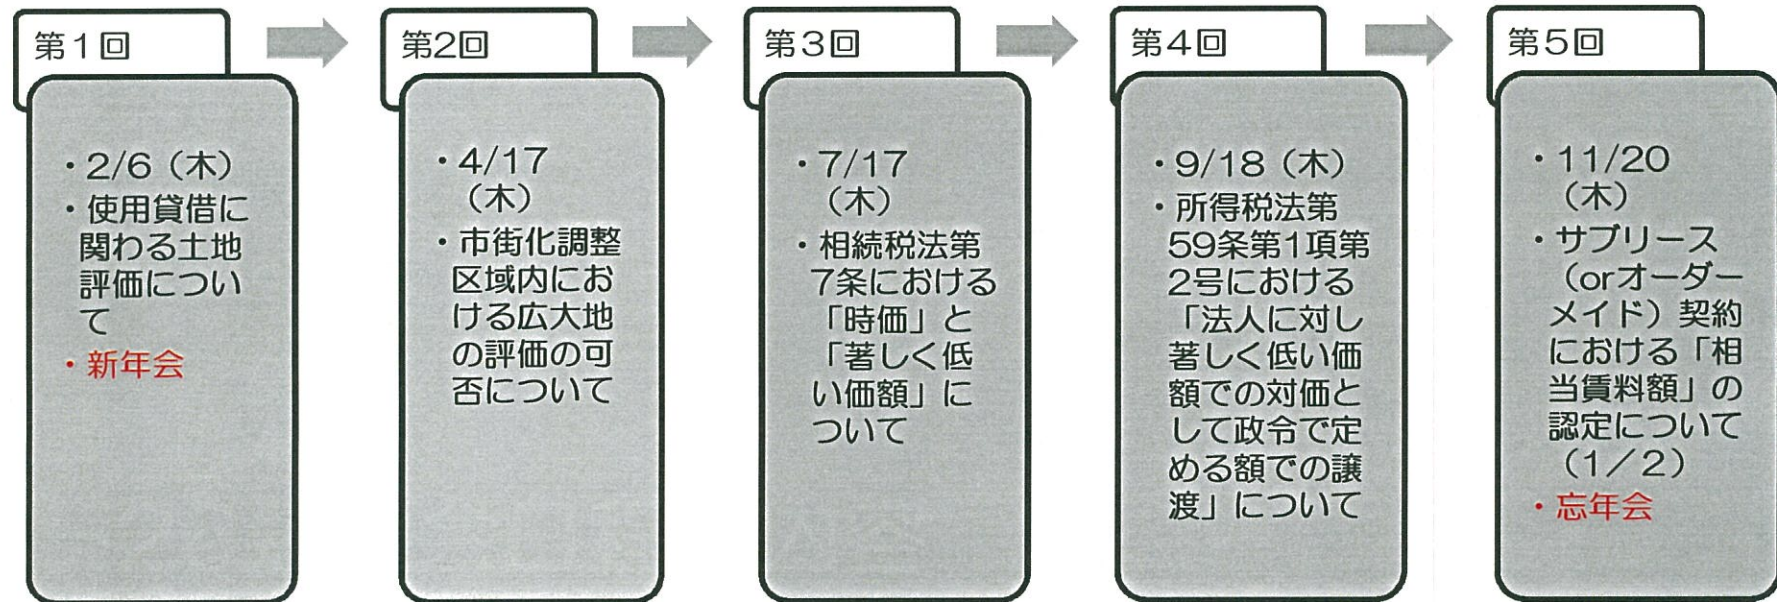 第1回
・2/6（木）
・使用貸借に
関わる土地
評価につい
て
・新年会
第2回
・4/17
（木）
・市街化調整
区域内にお
ける広大地
の評価の可
否について
第3回
・7/17
（木）
・相続税法第
7条における
「時価」と
「著しく低
い価額」に
ついて
第4回
・9/18（木）
・所得税法第
59条第1項第
2号における
「法人に対し
著しく低い価
額での対価と
して政令で定
める額での譲
渡」について
第5回
・11/20
（木）
・サブリース
（orオーダー
メイド）契約
における「相
当賃料額」の
認定について
（1／2）
・忘年会